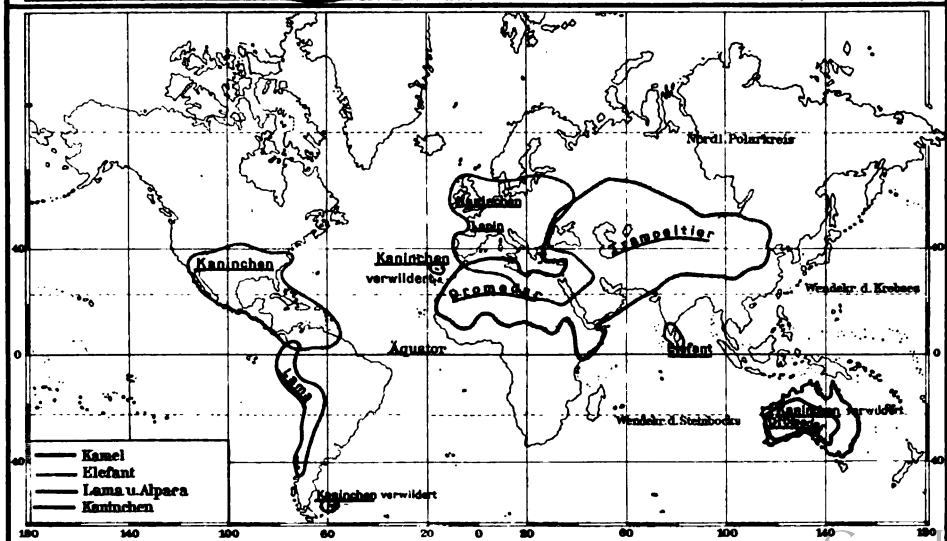 Nördl. Polarkreis
Kaninchen
Lapin
Trampeltier
40
40
Kaninchen
Kaninchen
verwildert
Dromedar
Wendekr. d. Krebses
Äquator
Elefant
0
0
Lama
Kaninchen verwildert
Wendekr. d. Steinbocks
40
40
Kamel
Elefant
Lama u. Alpaca
Kaninchen
Kaninchen verwildert
180 140 100 60 20 0 20 60 100 140 180